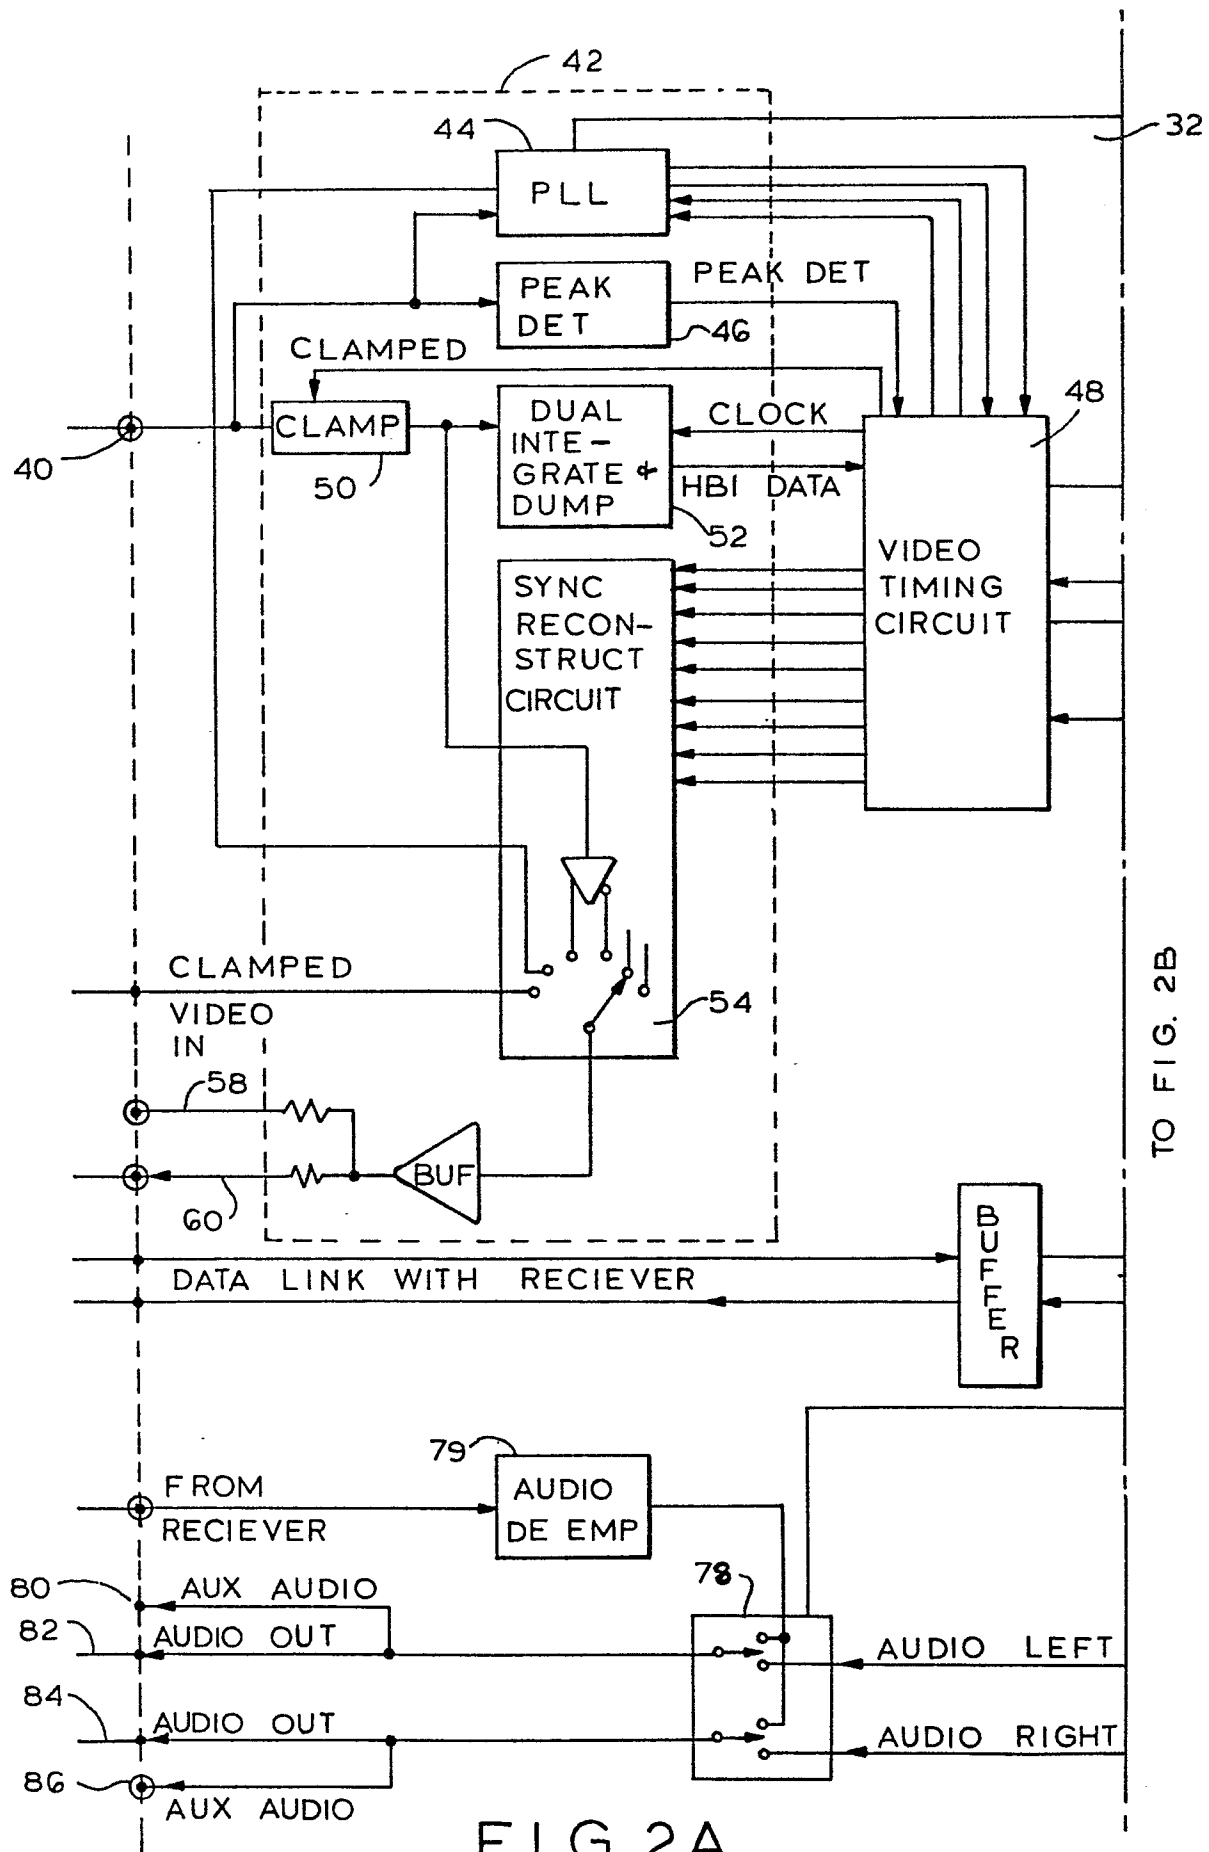 42
44
32
PLL
PEAK DET
PEAK
DET
46
CLAMPED
48
CLOCK
CLAMP
DUAL
INTE-
GRATE &
DUMP
40
50
HBI DATA
52
VIDEO
TIMING
CIRCUIT
SYNC
RECON-
STRUCT
CIRCUIT
CLAMPED
VIDEO
IN
54
TO FIG. 2B
58
BUF
60
BUFFER
DATA LINK WITH RECIEVER
79
FROM
RECIEVER
AUDIO
DE EMP
78
80
AUX AUDIO
82
AUDIO OUT
AUDIO LEFT
84
AUDIO OUT
AUDIO RIGHT
86
AUX AUDIO
FIG 2A